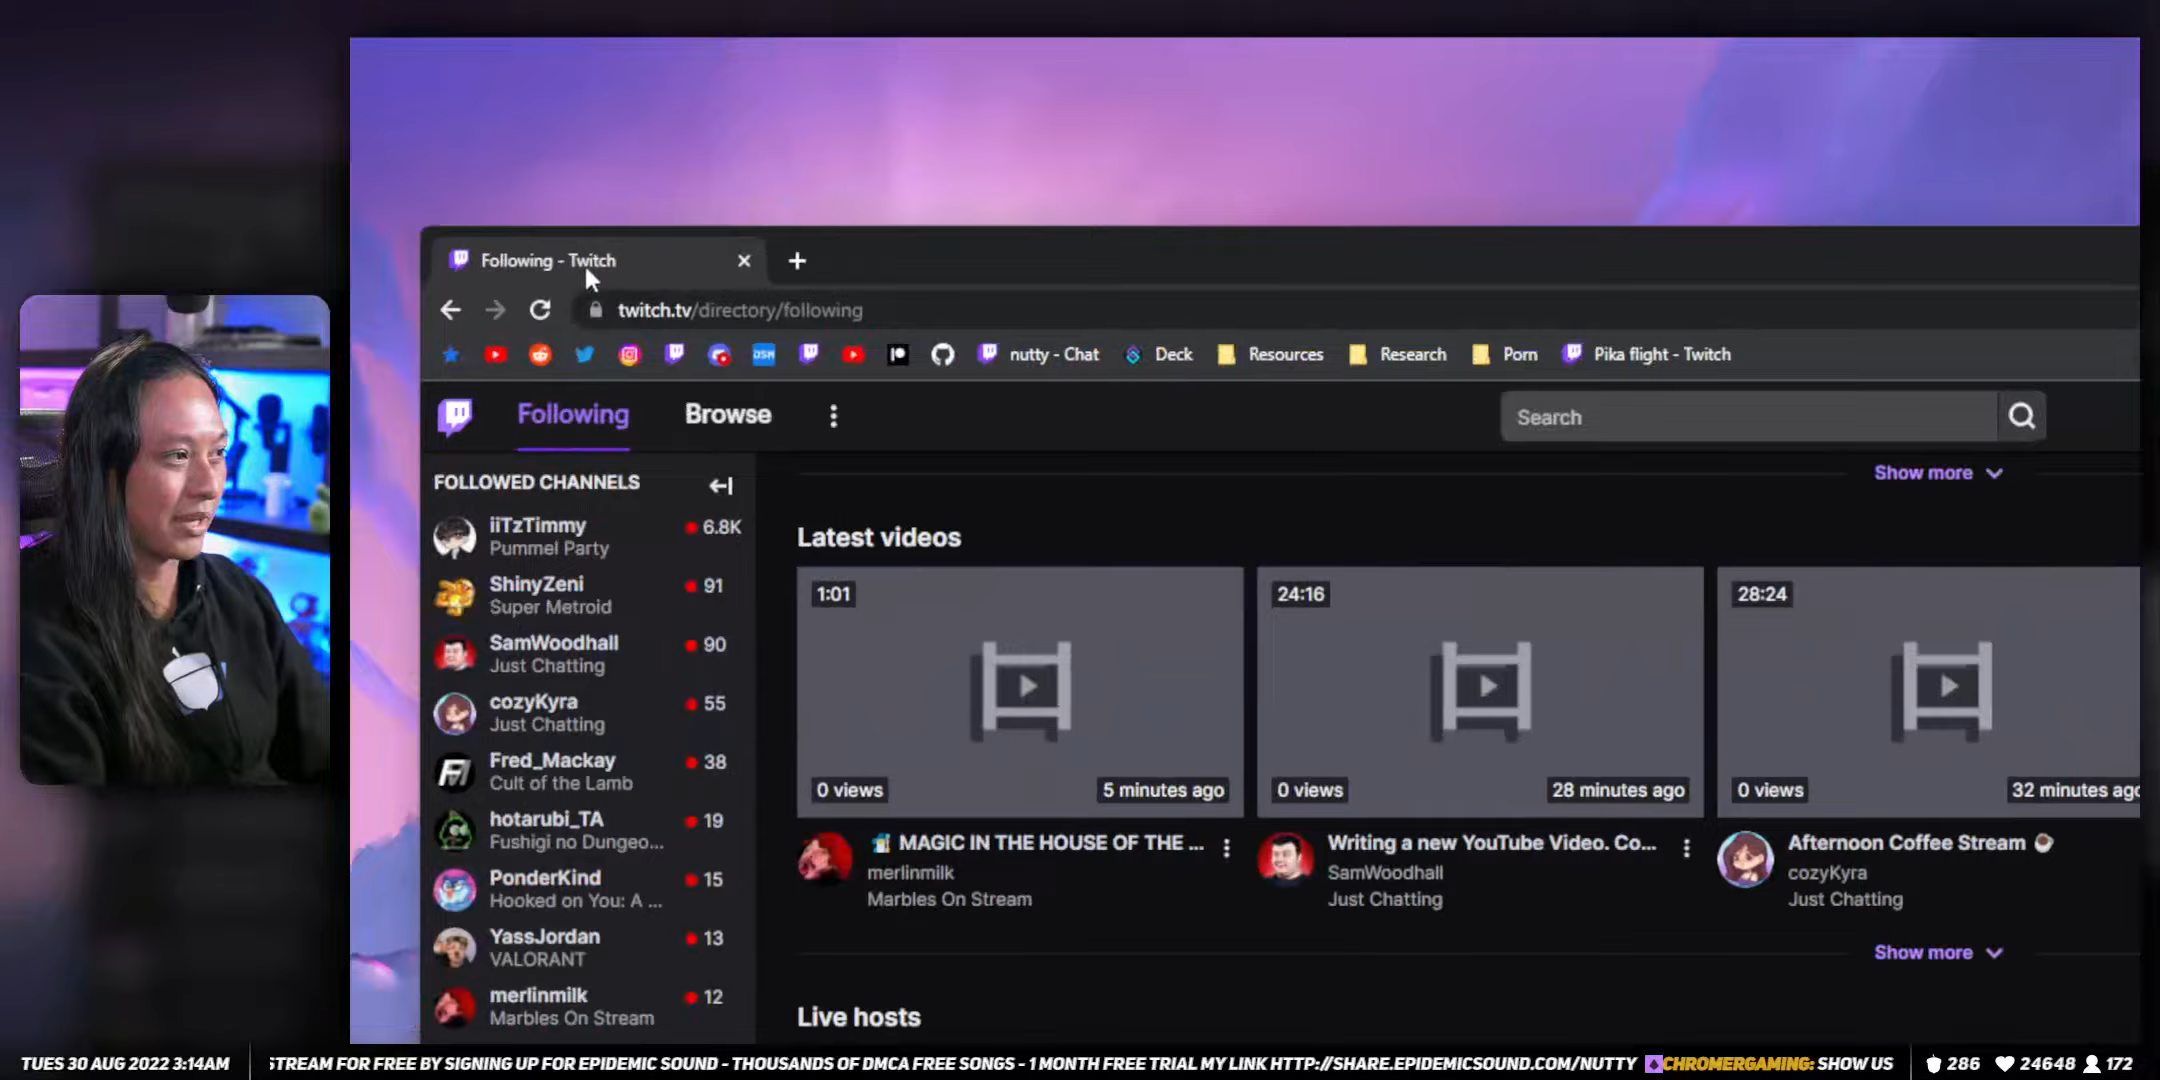 Following - Twitch
twitch.tv/directory/following
DSM
nutty - Chat
Deck
Resources
Research
Porn
Pika flight - Twitch
Following
Browse
Search
FOLLOWED CHANNELS
iiTzTimmy
6.8K
Pummel Party
ShinyZeni
91
Super Metroid
SamWoodhall
90
Just Chatting
cozyKyra
55
Just Chatting
Fred_Mackay
38
Cult of the Lamb
hotarubi_TA
19
Fushigi no Dungeo...
PonderKind
15
Hooked on You: A ...
YassJordan
13
VALORANT
merlinmilk
12
Marbles On Stream
Show more
Latest videos
1:01
0 views
5 minutes ago
MAGIC IN THE HOUSE OF THE ...
merlinmilk
Marbles On Stream
24:16
0 views
28 minutes ago
Writing a new YouTube Video. Co...
SamWoodhall
Just Chatting
28:24
0 views
32 minutes ago
Afternoon Coffee Stream
cozyKyra
Just Chatting
Show more
Live hosts
TUES 30 AUG 2022 3:14AM
STREAM FOR FREE BY SIGNING UP FOR EPIDEMIC SOUND - THOUSANDS OF DMCA FREE SONGS - 1 MONTH FREE TRIAL MY LINK HTTP://SHARE.EPIDEMICSOUND.COM/NUTTY
CHROMERGAMING: SHOW US
286
24648
172